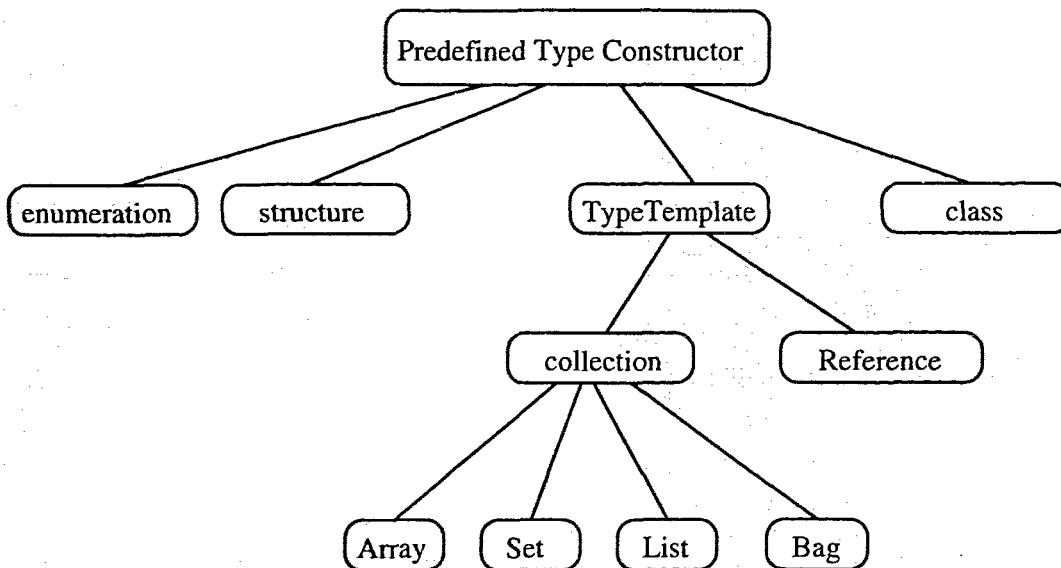 Predefined Type Constructor
enumeration
structure
TypeTemplate
class
collection
Reference
Array
Set
List
Bag